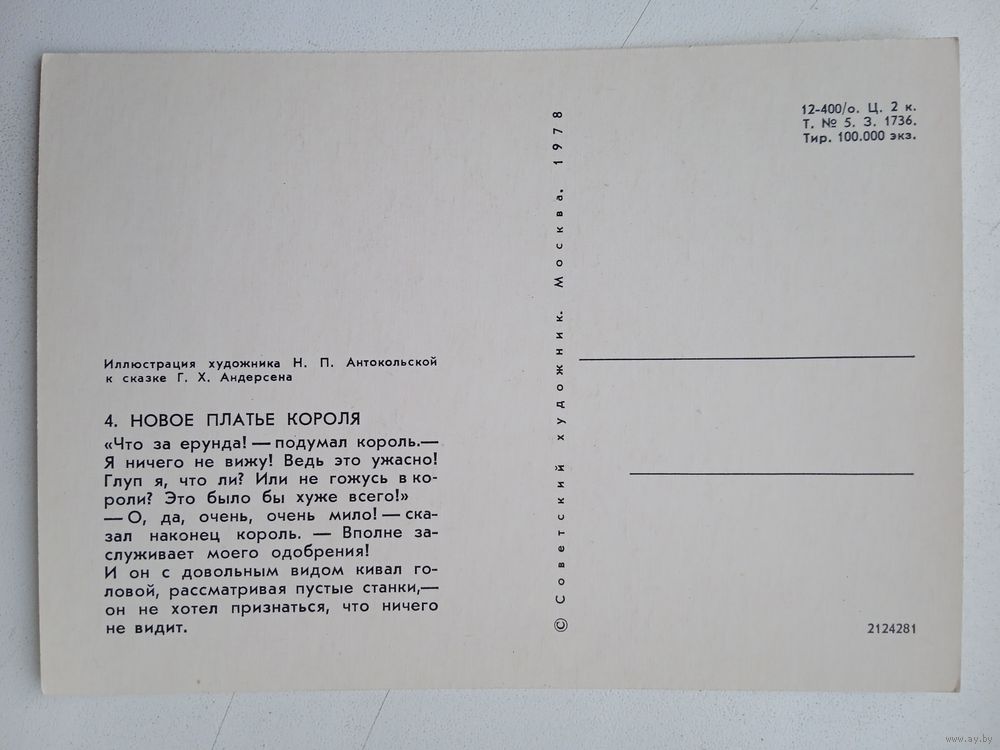 Иллюстрация художника Н. П. Антокольской
к сказке Г. Х. Андерсена
4. НОВОЕ ПЛАТЬЕ КОРОЛЯ
«Что за ерунда! — подумал король.—
Я ничего не вижу! Ведь это ужасно!
Глуп я, что ли? Или не гожусь в ко-
роли? Это было бы хуже всего!»
— О, да, очень, очень мило! — ска-
зал наконец король. — Вполне за-
служивает моего одобрения!
И он с довольным видом кивал го-
ловой, рассматривая пустые станки,—
он не хотел признаться, что ничего
не видит.
© Советский художник. Москва. 1978
12-400/о. Ц. 2 к.
Т. № 5. З. 1736.
Тир. 100.000 экз.
2124281
www.ay.by